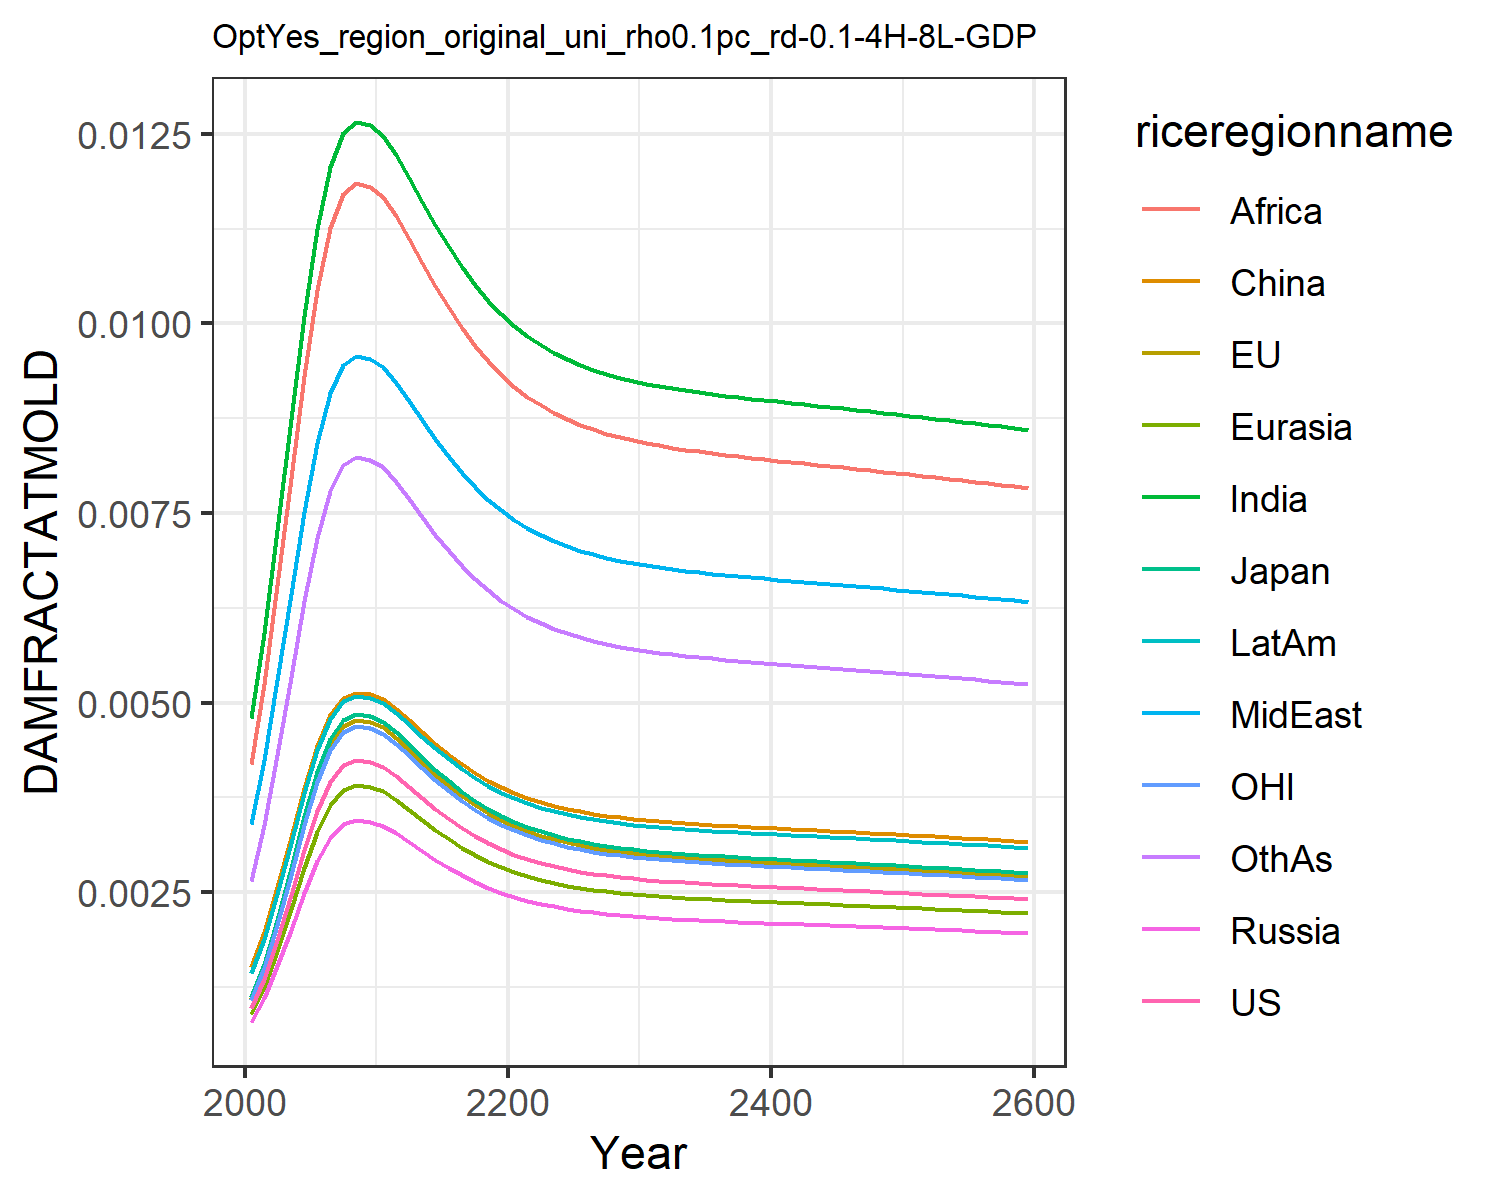 OptYes_region_original_uni_rho0.1pc_rd-0.1-4H-8L-GDP
DAMFRACTATMOLD
0.0125
0.0100
0.0075
0.0050
0.0025
2000 2200 2400 2600
Year
riceregionname
Africa
China
EU
Eurasia
India
Japan
LatAm
MidEast
OHI
OthAs
Russia
US